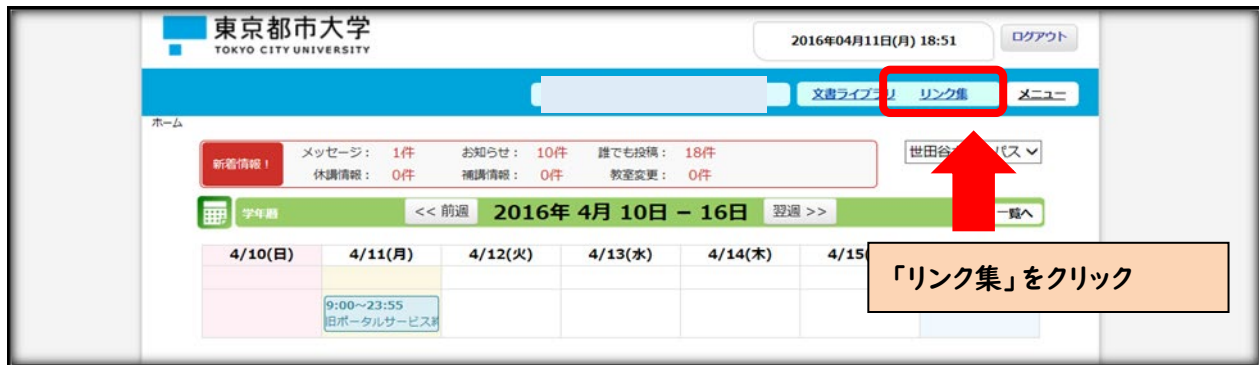 東京都市大学
TOKYO CITY UNIVERSITY
2016年04月11日(月) 18:51
ログアウト
文書ライブラリ リンク集 メニュー
ホーム
新着情報！
メッセージ： 1件 お知らせ： 10件 誰でも投稿： 18件
休講情報： 0件 補講情報： 0件 教室変更： 0件
世田谷 パス
学年暦
<< 前週 2016年 4月 10日 － 16日 翌週 >>
一覧へ
4/10(日) 4/11(月) 4/12(火) 4/13(水) 4/14(木) 4/15(
「リンク集」をクリック
9:00～23:55
旧ポータルサービス